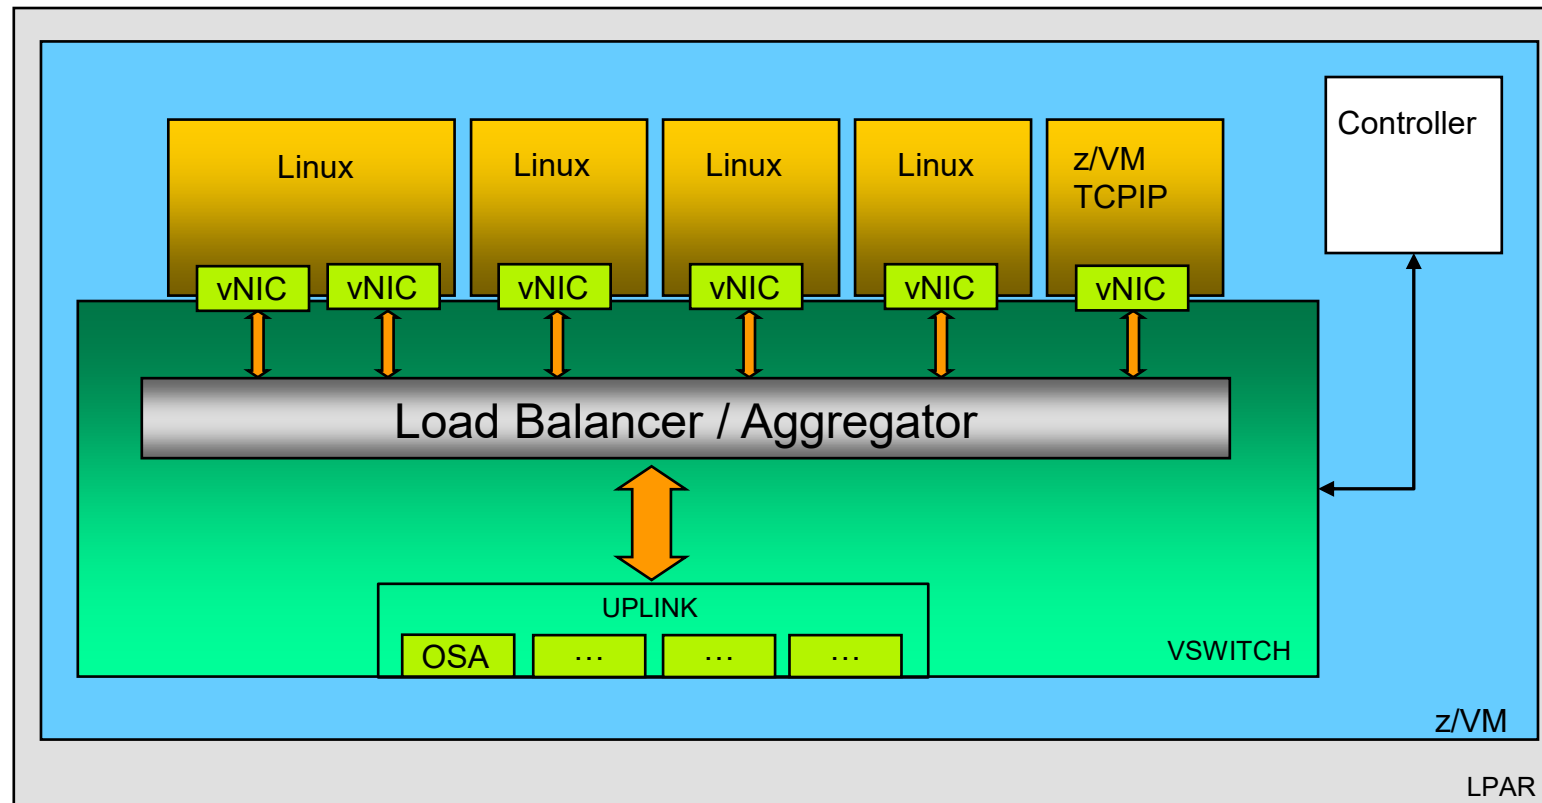 Controller
Linux
Linux
Linux
Linux
z/VM
TCPIP
vNIC
vNIC
vNIC
vNIC
vNIC
vNIC
Load Balancer / Aggregator
UPLINK
OSA
...
...
...
VSWITCH
z/VM
LPAR